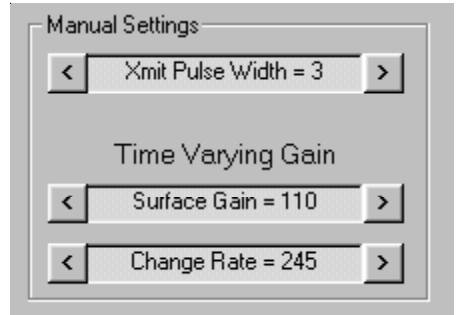 Manual Settings
< Xmit Pulse Width = 3 >
Time Varying Gain
< Surface Gain = 110 >
< Change Rate = 245 >